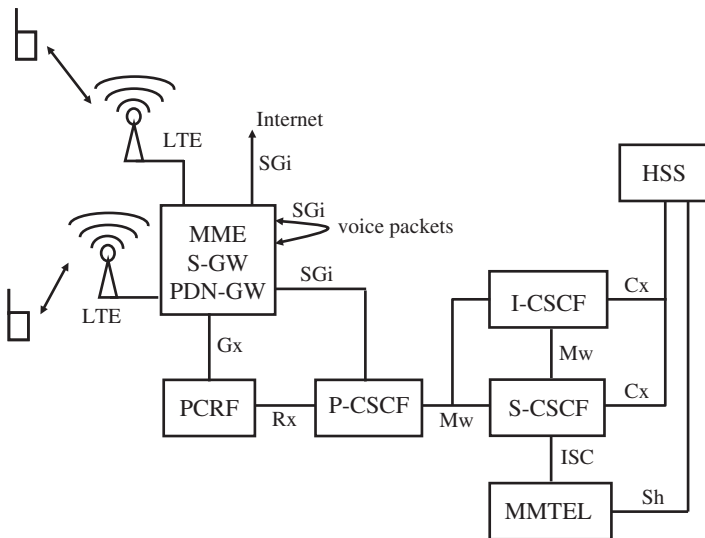 Internet
LTE
SGi
HSS
SGi
voice packets
MME
S-GW
PDN-GW
SGi
LTE
I-CSCF
Cx
Gx
Mw
PCRF
Rx
P-CSCF
Mw
S-CSCF
Cx
ISC
MMTEL
Sh